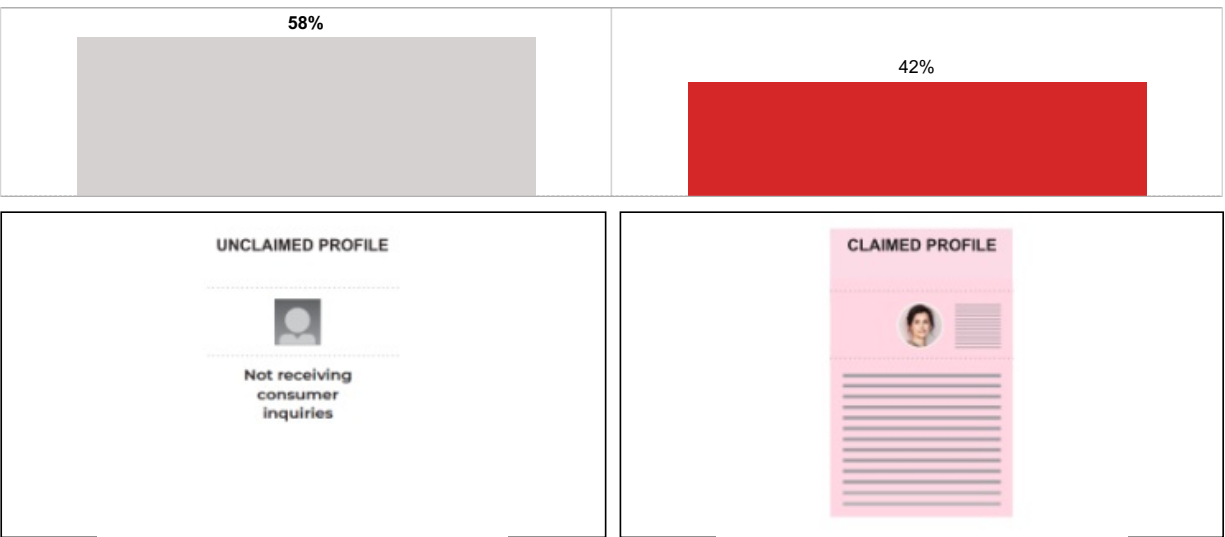 58%
42%
UNCLAIMED PROFILE
Not receiving
consumer
inquiries
CLAIMED PROFILE